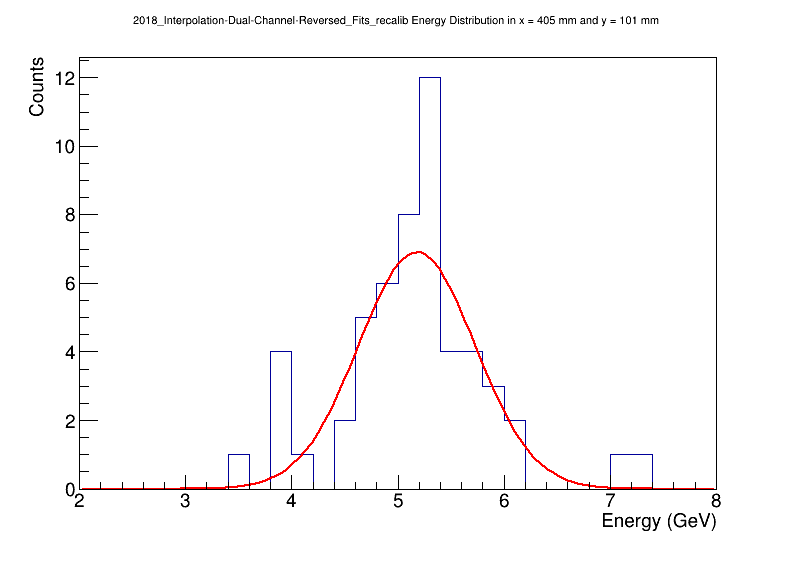 2018_Interpolation-Dual-Channel-Reversed_Fits_recalib Energy Distribution in x = 405 mm and y = 101 mm
Counts
12
10
8
6
4
2
0
2 3 4 5 6 7 8
Energy (GeV)